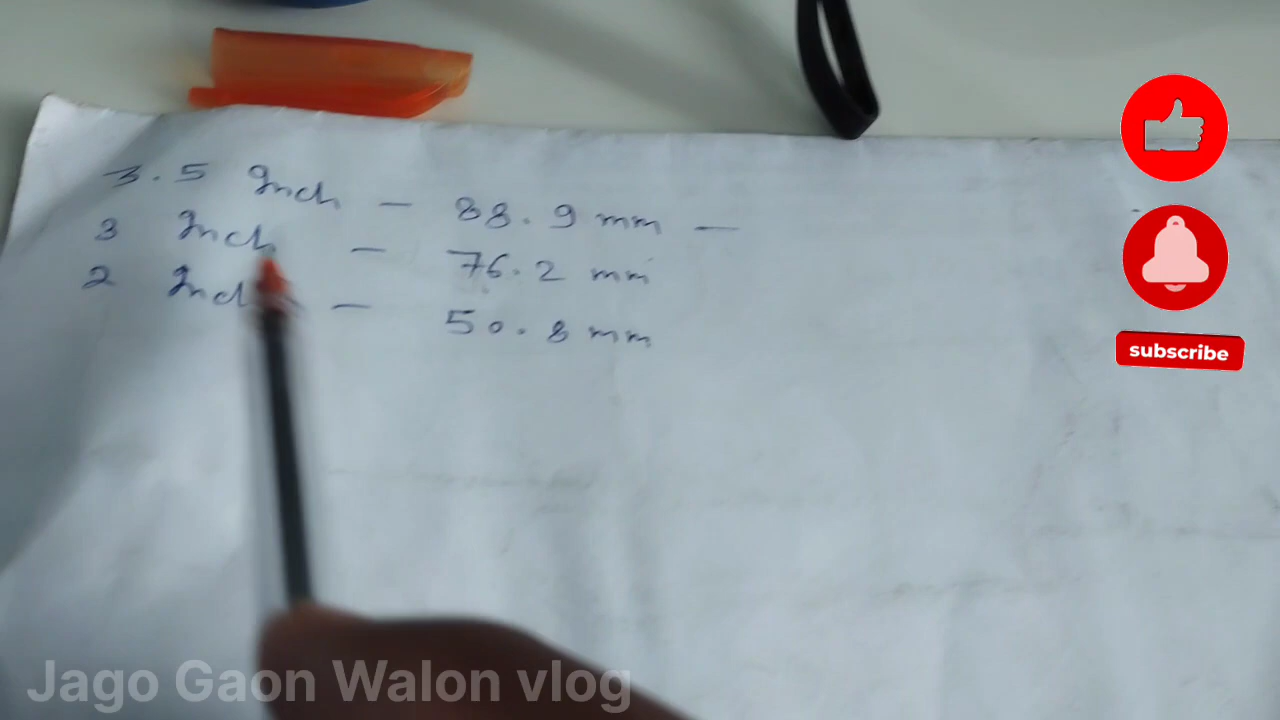 3.5 Inch - 88.9 mm -
3 Inch - 76.2 mm
2 Inch - 50.8 mm
subscribe
Jago Gaon Walon vlog